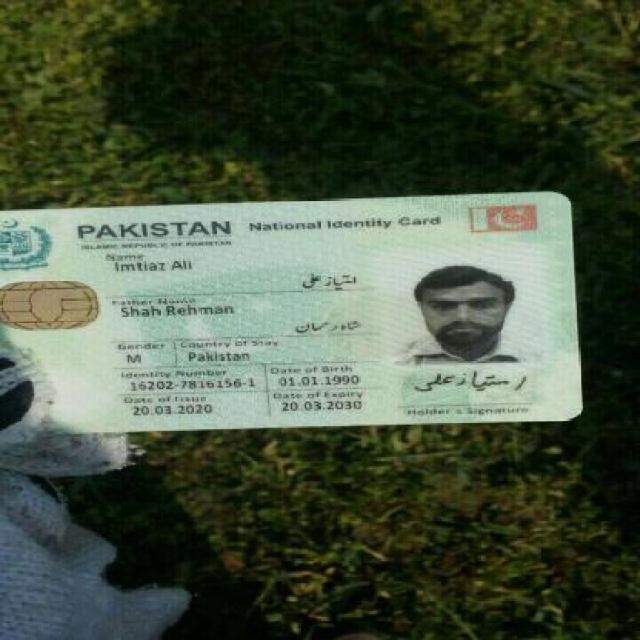 PAKISTAN National Identity Card
ISLAMIC REPUBLIC OF PAKISTAN
Name
Imtiaz Ali
امتیاز علی
Father Name
Shah Rehman
شاہ رحمان
Gender Country of Stay
M Pakistan
Identity Number Date of Birth
16202-7816156-1 01.01.1990
Date of Issue Date of Expiry
20.03.2020 20.03.2030
امتیاز علی
Holder's Signature